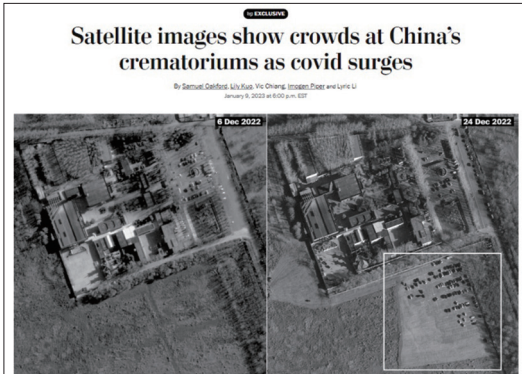 EXCLUSIVE
Satellite images show crowds at China's
crematoriums as covid surges
By Samuel Oakford, Lily Kuo, Vic Chiang, Imogen Piper and Lyric Li
January 9, 2023 at 6:00 p.m. EST
6 Dec 2022
24 Dec 2022